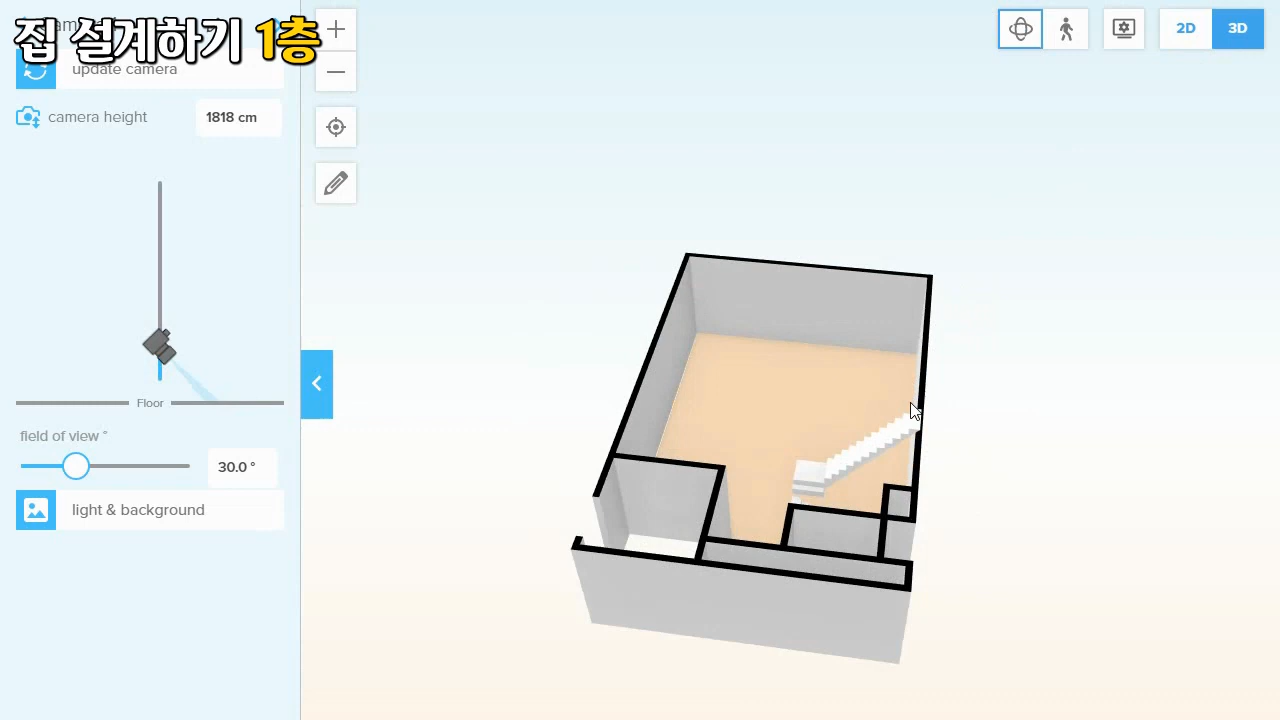 집 설계하기 1층
update camera
camera height
1818 cm
Floor
field of view °
30.0 °
light & background
2D
3D